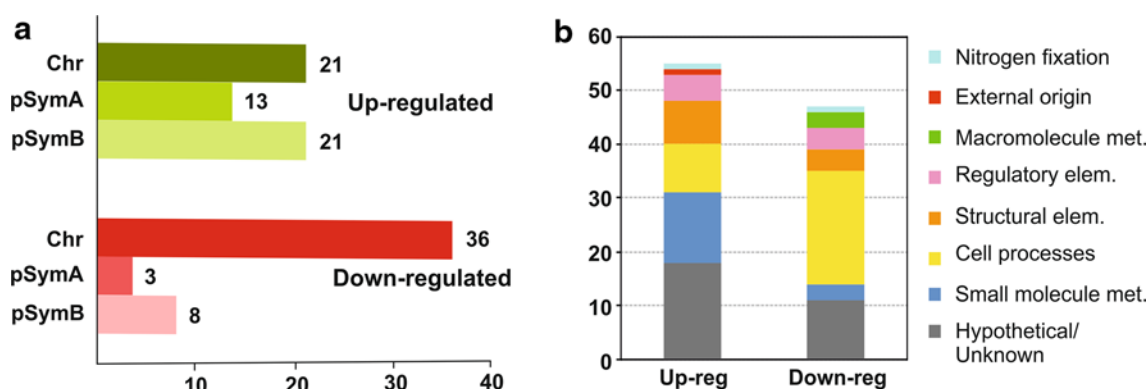 a
Chr
21
pSymA
13
Up-regulated
pSymB
21
Chr
36
pSymA
3
Down-regulated
pSymB
8
10
20
30
40
b
60
50
40
30
20
10
0
Up-reg
Down-reg
Nitrogen fixation
External origin
Macromolecule met.
Regulatory elem.
Structural elem.
Cell processes
Small molecule met.
Hypothetical/
Unknown